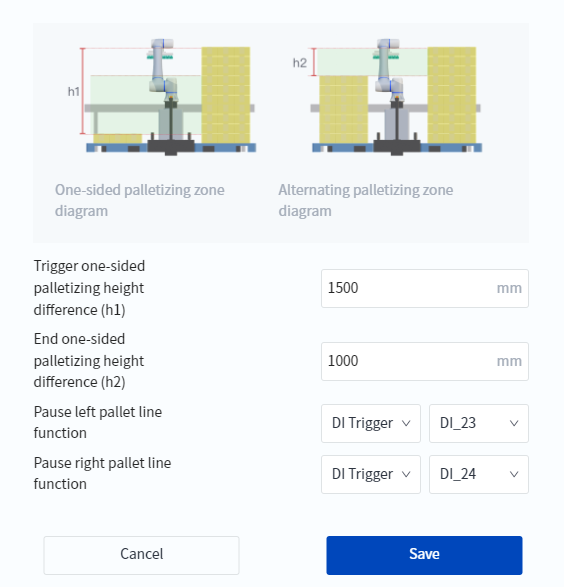 h1
h2
One-sided palletizing zone
diagram
Alternating palletizing zone
diagram
Trigger one-sided
palletizing height
difference (h1)
1500 mm
End one-sided
palletizing height
difference (h2)
1000 mm
Pause left pallet line
function
DI Trigger DI_23
Pause right pallet line
function
DI Trigger DI_24
Cancel Save